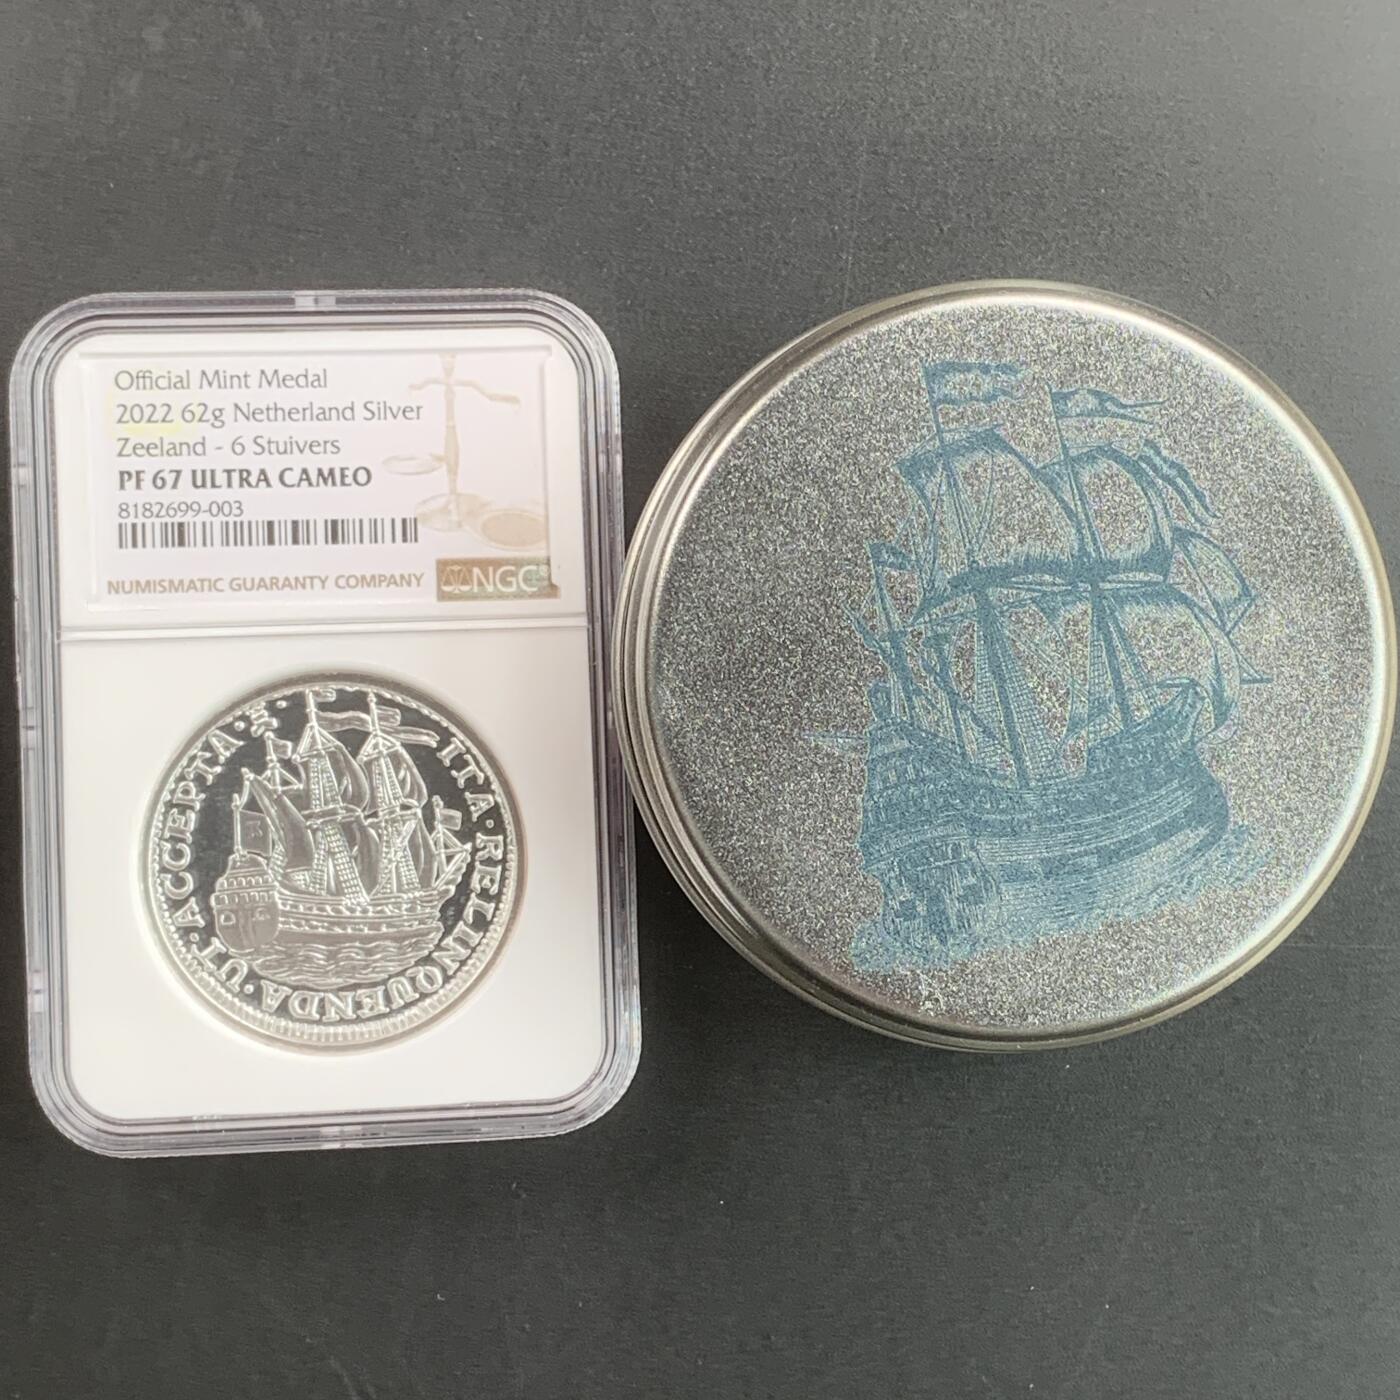 Official Mint Medal
2022 62g Netherland Silver
Zeeland - 6 Stuivers
PF 67 ULTRA CAMEO
8182699-003
NUMISMATIC GUARANTY COMPANY
NGC
ITA·RELINQUENDA·UT·ACCEPTA·